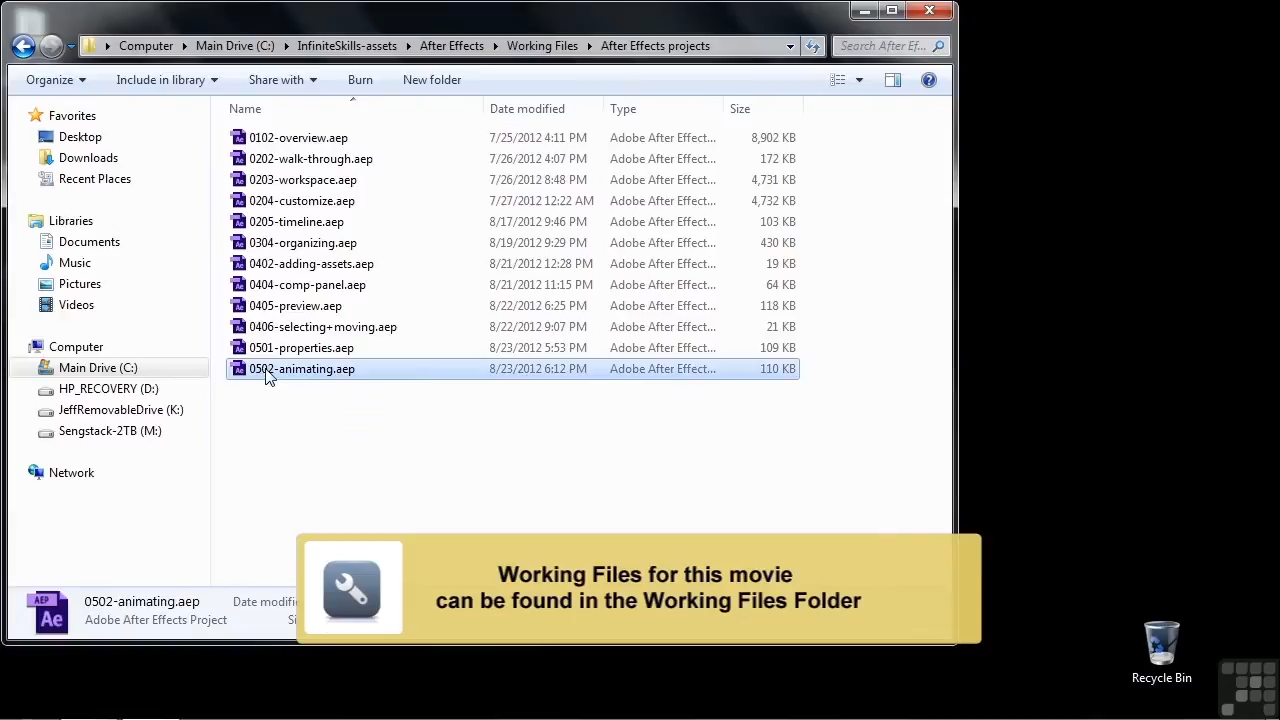 Computer Main Drive (C:) InfiniteSkills-assets After Effects Working Files After Effects projects Search After Ef...
Organize Include in library Share with Burn New folder
Name Date modified Type Size
Favorites
Desktop
Downloads
Recent Places
Libraries
Documents
Music
Pictures
Videos
Computer
Main Drive (C:)
HP_RECOVERY (D:)
JeffRemovableDrive (K:)
Sengstack-2TB (M:)
Network
0102-overview.aep 7/25/2012 4:11 PM Adobe After Effect... 8,902 KB
0202-walk-through.aep 7/26/2012 4:07 PM Adobe After Effect... 172 KB
0203-workspace.aep 7/26/2012 8:48 PM Adobe After Effect... 4,731 KB
0204-customize.aep 7/27/2012 12:22 AM Adobe After Effect... 4,732 KB
0205-timeline.aep 8/17/2012 9:46 PM Adobe After Effect... 103 KB
0304-organizing.aep 8/19/2012 9:29 PM Adobe After Effect... 430 KB
0402-adding-assets.aep 8/21/2012 12:28 PM Adobe After Effect... 19 KB
0404-comp-panel.aep 8/21/2012 11:15 PM Adobe After Effect... 64 KB
0405-preview.aep 8/22/2012 6:25 PM Adobe After Effect... 118 KB
0406-selecting+moving.aep 8/22/2012 9:07 PM Adobe After Effect... 21 KB
0501-properties.aep 8/23/2012 5:53 PM Adobe After Effect... 109 KB
0502-animating.aep 8/23/2012 6:12 PM Adobe After Effect... 110 KB
Working Files for this movie
can be found in the Working Files Folder
AEP
Ae
0502-animating.aep Date modifi
After Effects Project Si
Recycle Bin